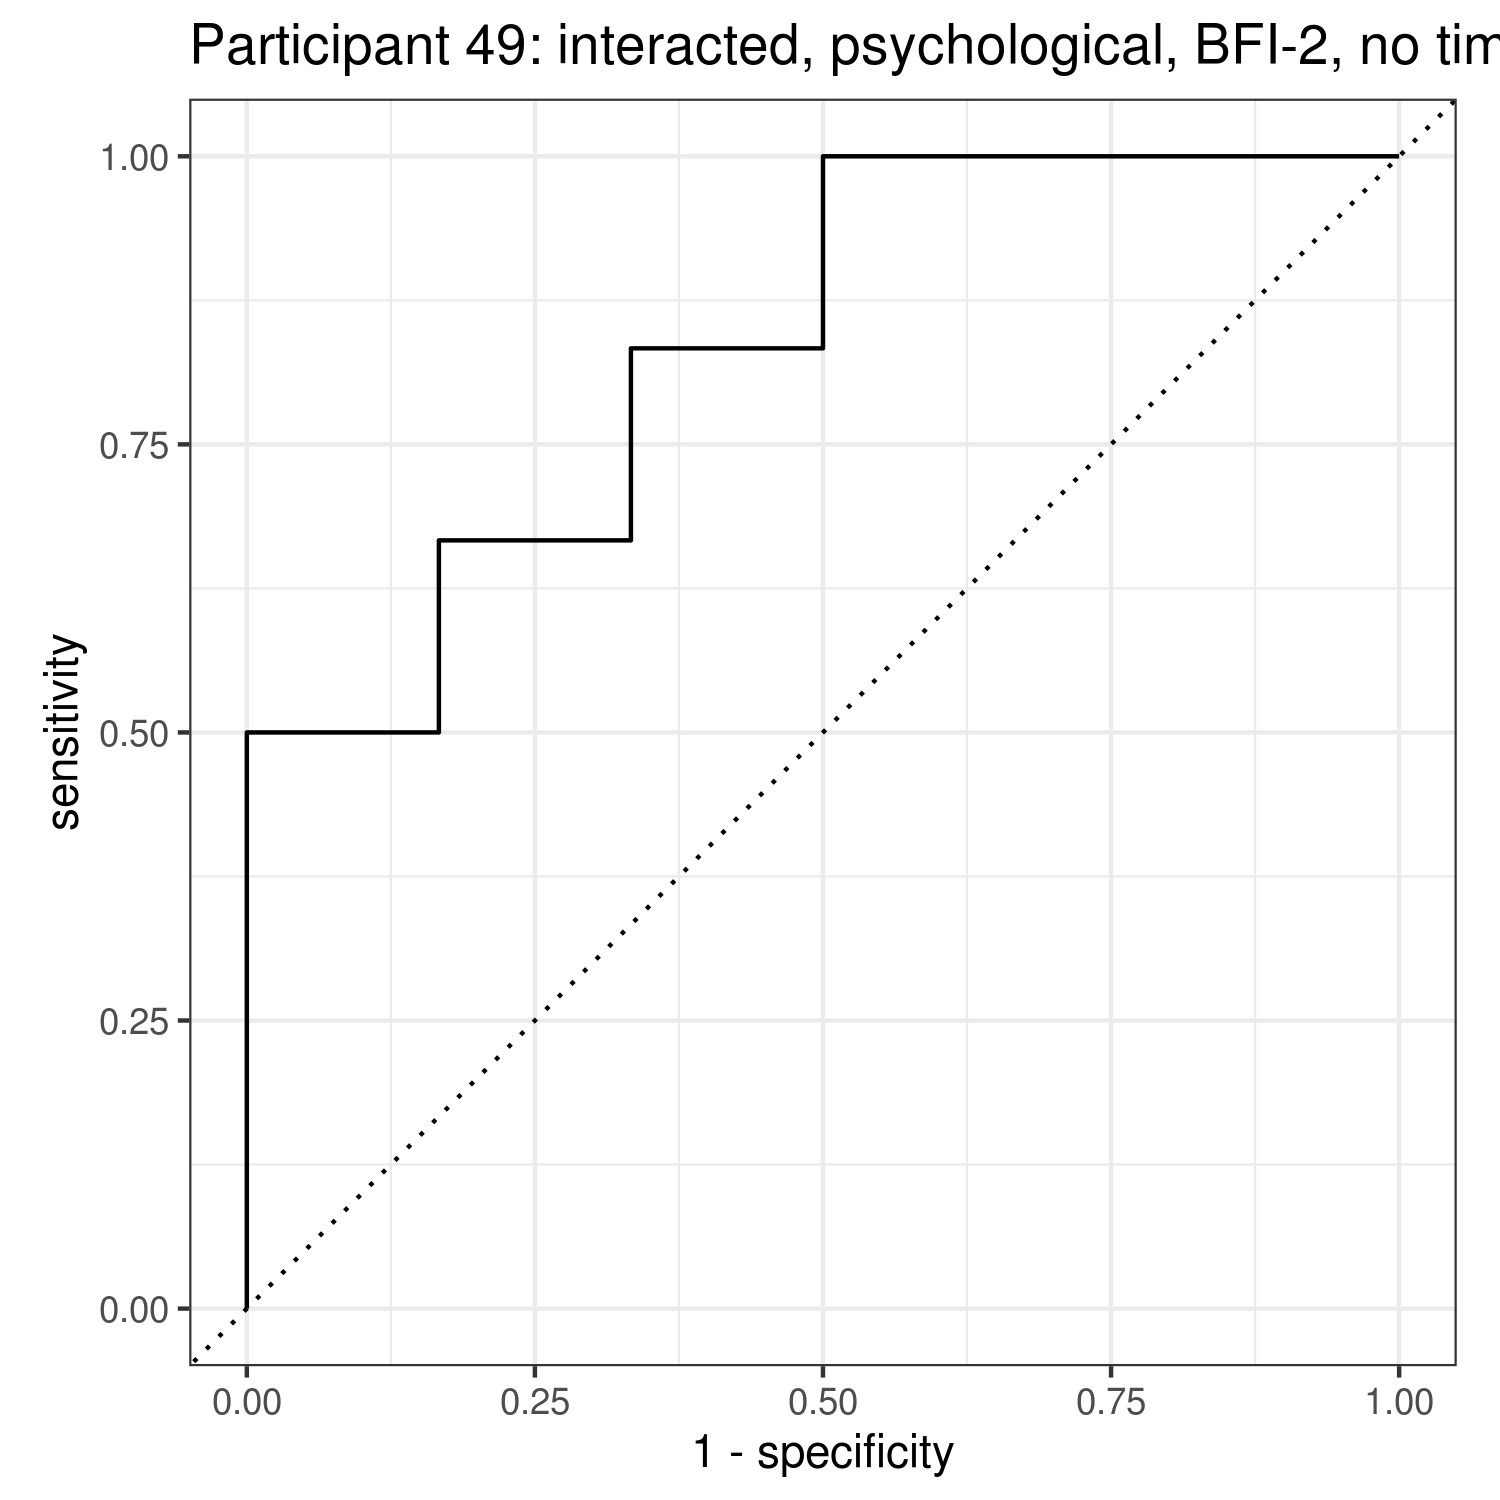 Participant 49: interacted, psychological, BFI-2, no tim
1.00
0.75
0.50
0.25
0.00
sensitivity
0.00 0.25 0.50 0.75 1.00
1 - specificity